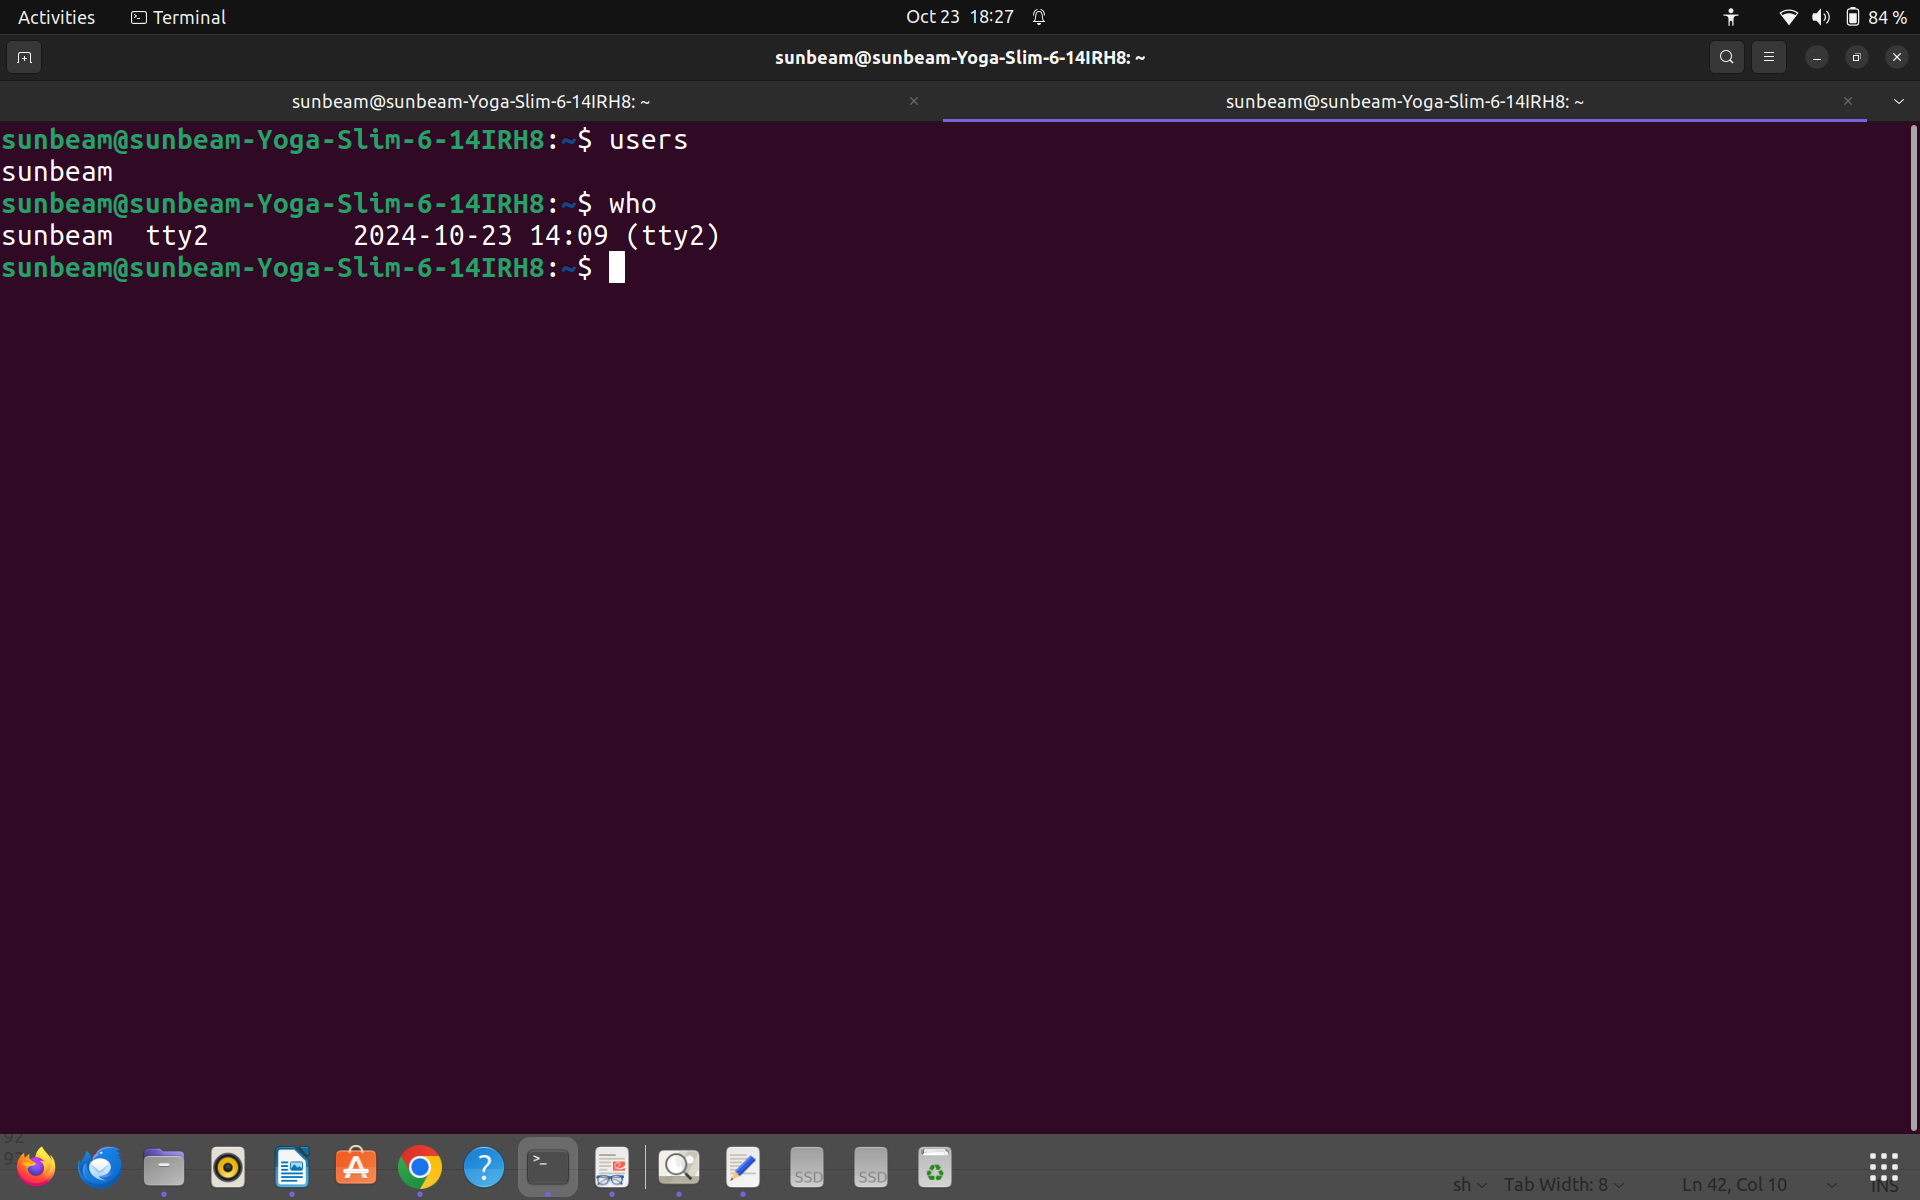 Activities Terminal Oct 23 18:27 84 %
sunbeam@sunbeam-Yoga-Slim-6-14IRH8: ~
sunbeam@sunbeam-Yoga-Slim-6-14IRH8: ~ sunbeam@sunbeam-Yoga-Slim-6-14IRH8: ~
sunbeam@sunbeam-Yoga-Slim-6-14IRH8:~$ users
sunbeam
sunbeam@sunbeam-Yoga-Slim-6-14IRH8:~$ who
sunbeam  tty2         2024-10-23 14:09 (tty2)
sunbeam@sunbeam-Yoga-Slim-6-14IRH8:~$
92
SSD SSD
sh Tab Width: 8 Ln 42, Col 10 INS